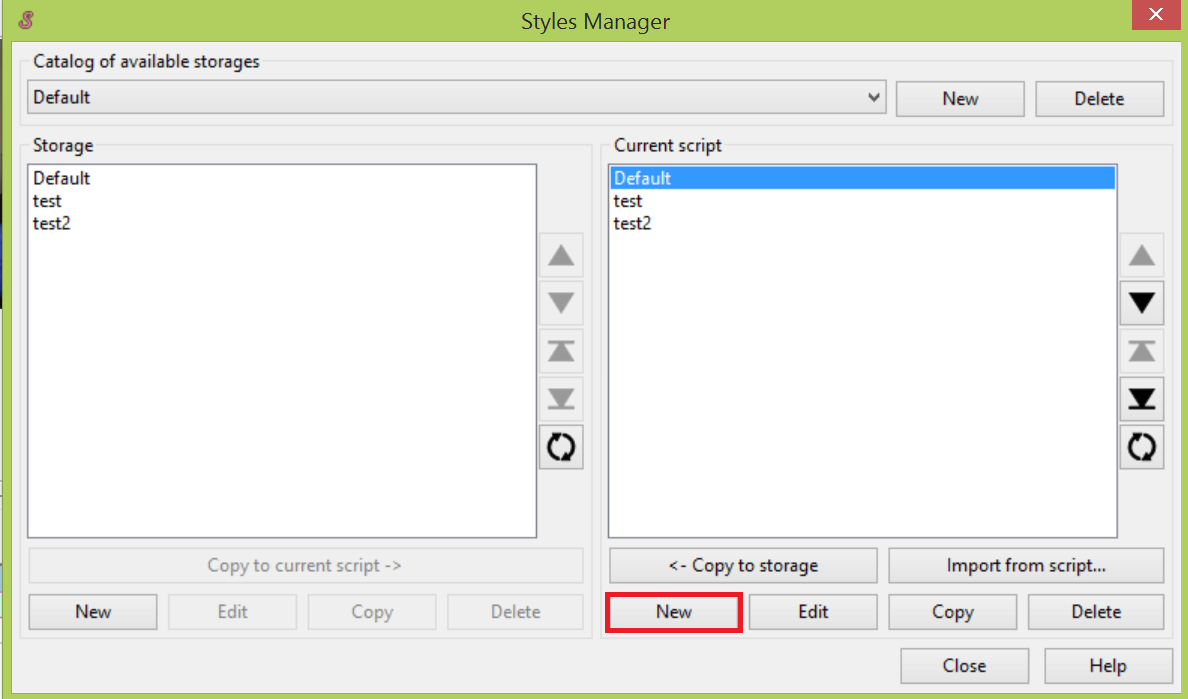 Styles Manager
Catalog of available storages
Default
New
Delete
Storage
Default
test
test2
Copy to current script ->
New
Edit
Copy
Delete
Current script
Default
test
test2
<- Copy to storage
Import from script...
New
Edit
Copy
Delete
Close
Help